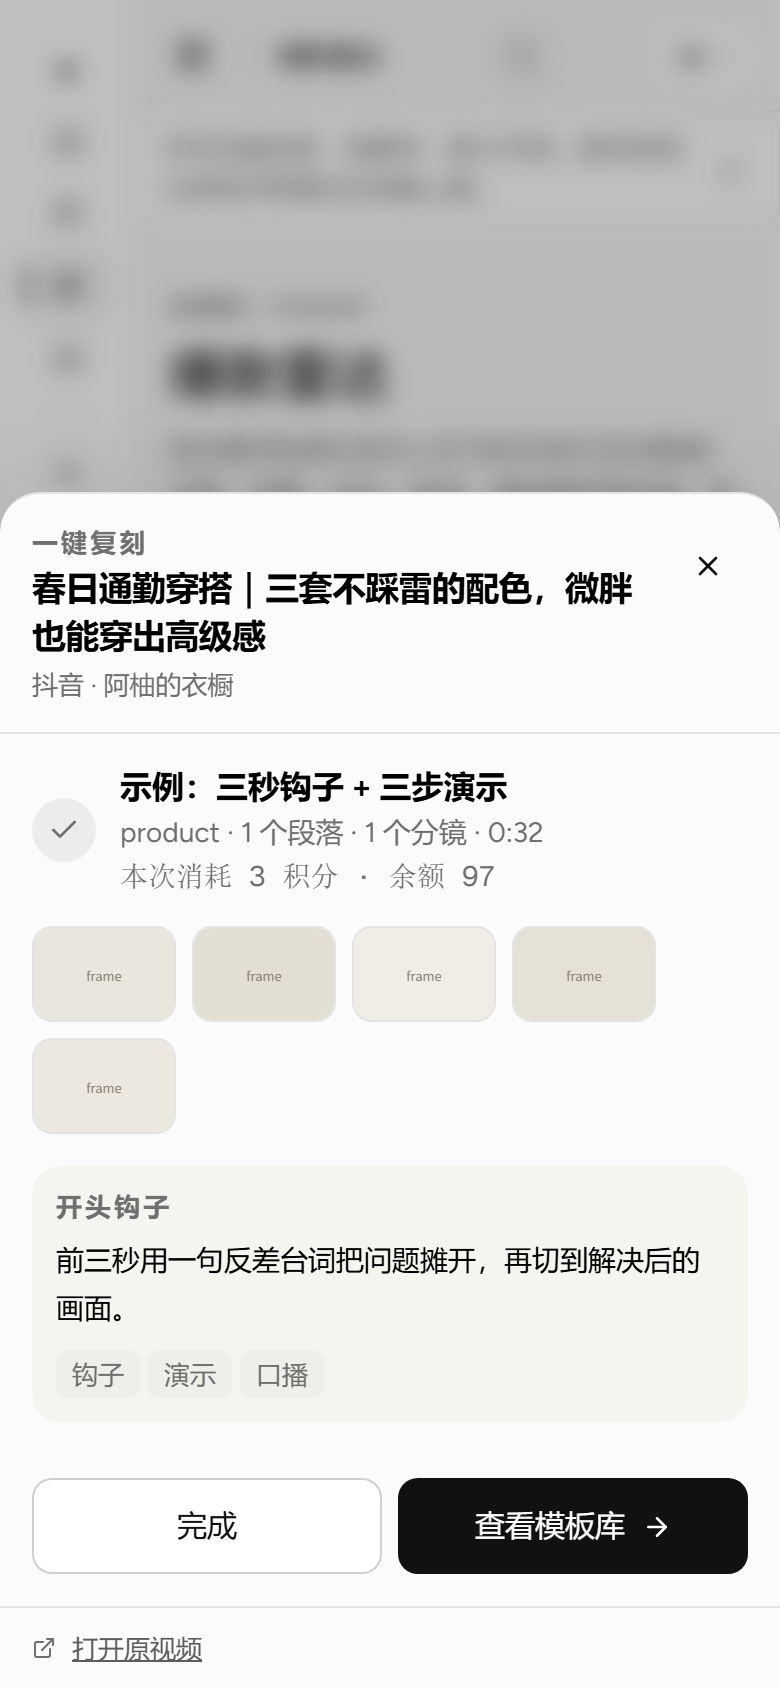 一键复刻
春日通勤穿搭｜三套不踩雷的配色，微胖
也能穿出高级感
抖音 · 阿柚的衣橱
示例：三秒钩子 + 三步演示
product · 1 个段落 · 1 个分镜 · 0:32
本次消耗 3 积分 · 余额 97
frame
frame
frame
frame
frame
开头钩子
前三秒用一句反差台词把问题摊开，再切到解决后的
画面。
钩子
演示
口播
完成
查看模板库 →
打开原视频